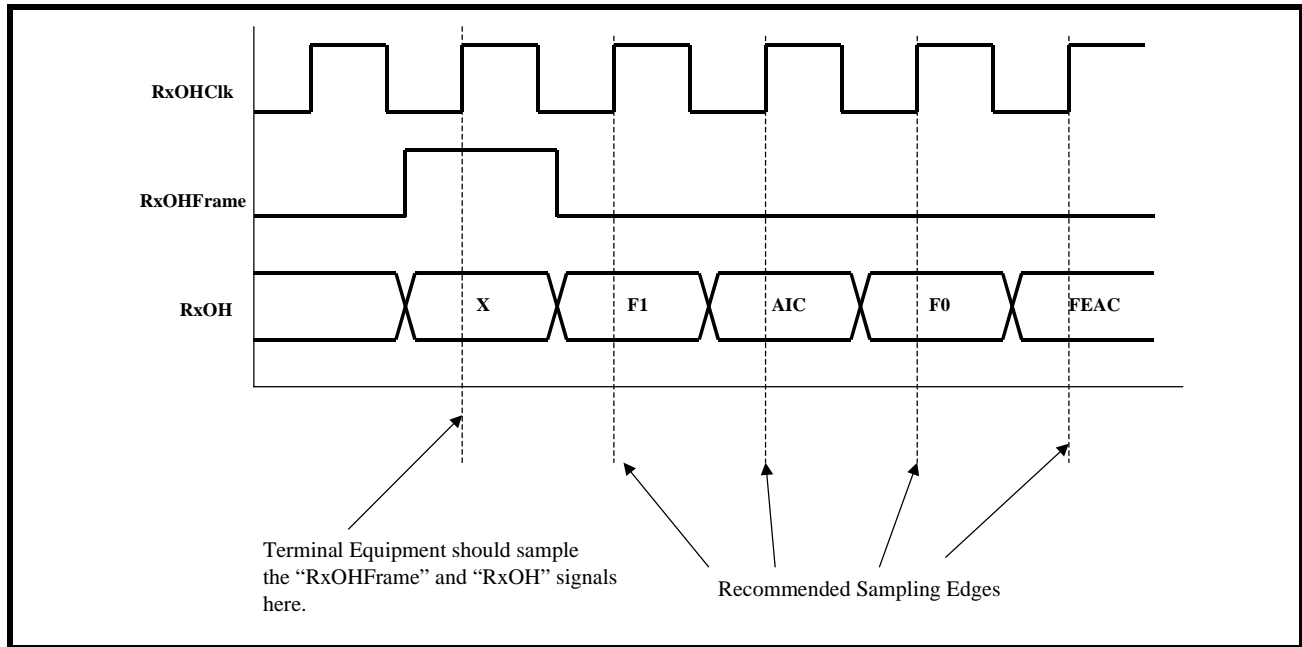 RxOHClk
RxOHFrame
RxOH
X
F1
AIC
F0
FEAC
Terminal Equipment should sample
the “RxOHFrame” and “RxOH” signals
here.
Recommended Sampling Edges